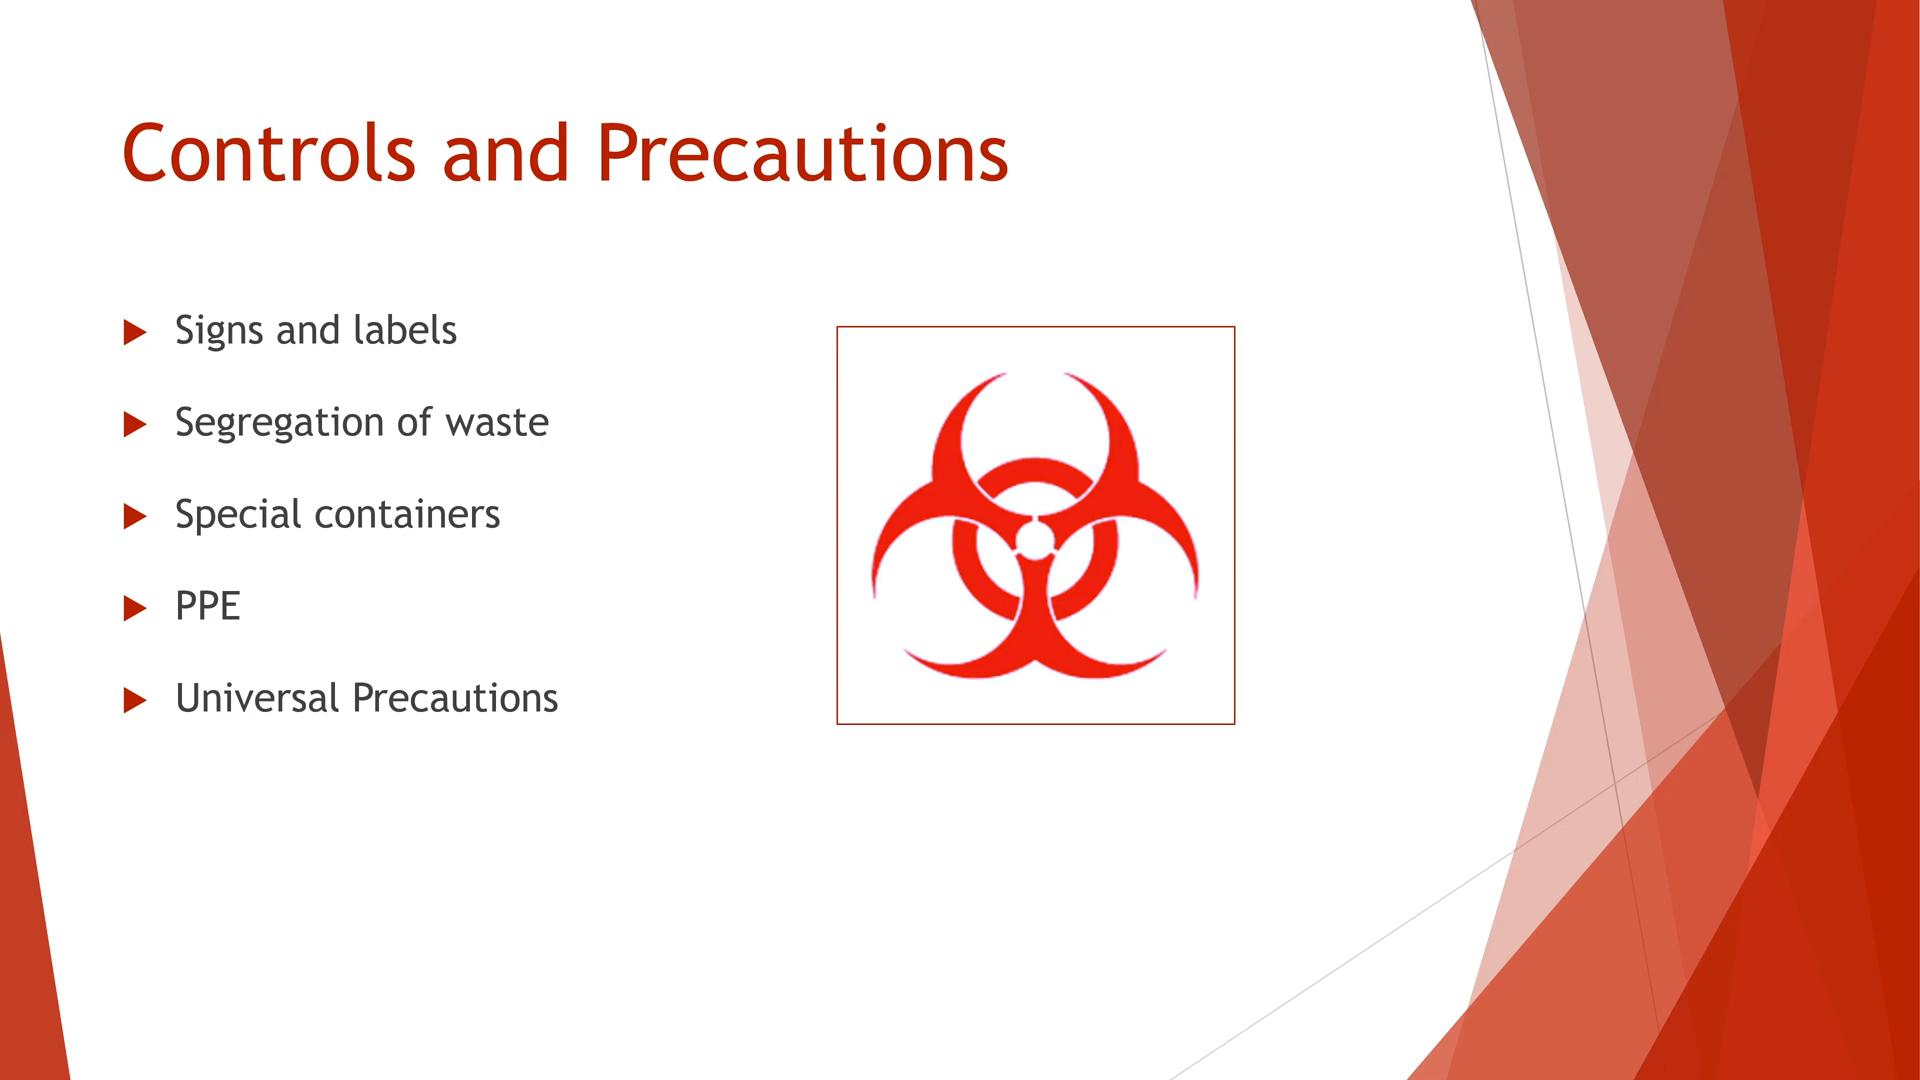 Controls and Precautions
Signs and labels
Segregation of waste
Special containers
PPE
Universal Precautions